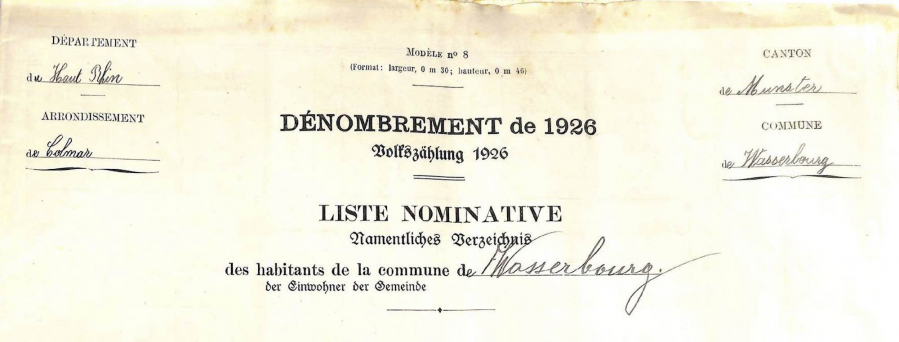 DÉPARTEMENT
du Haut Rhin
ARRONDISSEMENT
de Colmar
MODÈLE nº 8
(Format: largeur, 0 m 30; hauteur, 0 m 46)
DÉNOMBREMENT de 1926
Volkszählung 1926
LISTE NOMINATIVE
Namentliches Verzeichnis
des habitants de la commune de Wasserbourg.
der Einwohner der Gemeinde
CANTON
de Munster
COMMUNE
de Wasserbourg